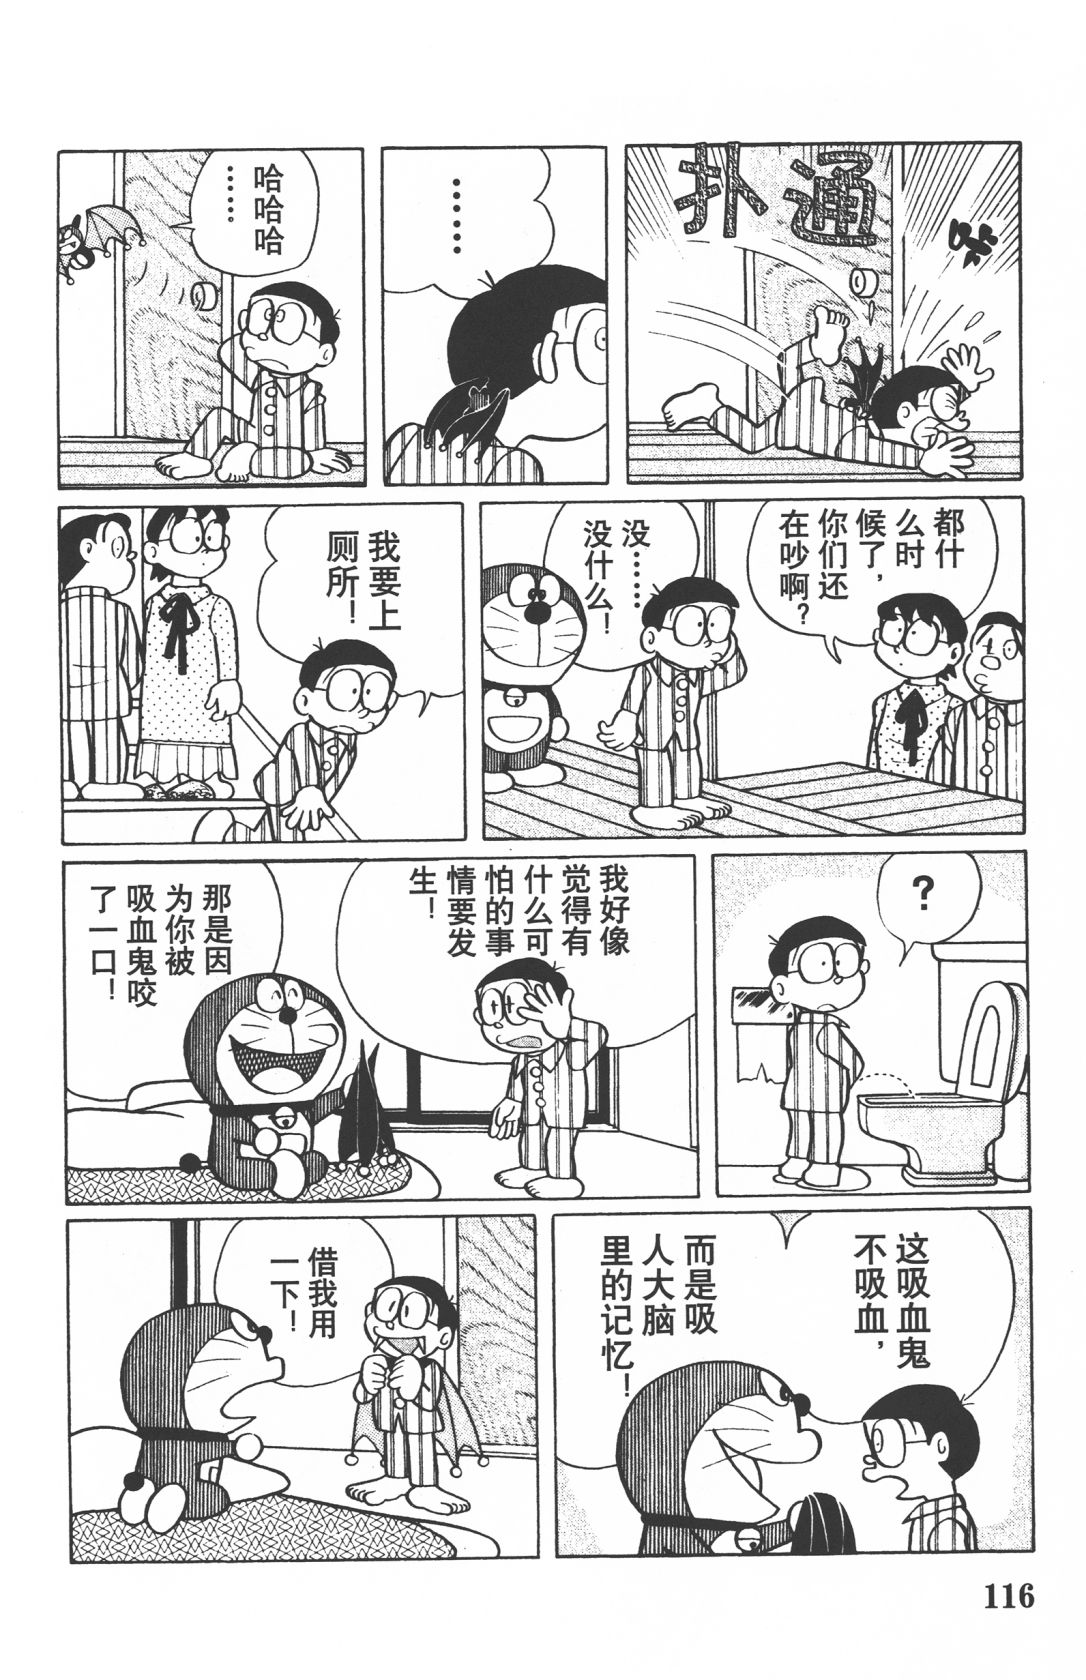 扑通
……
哈哈哈
……
都什
么时
候了，
你们还
在吵啊？
没……
没什么！
我要上
厕所！
？
我好像
觉得有
什么可
怕的事
情要发
生！
那是因
为你被
吸血鬼咬
了一口！
这吸血鬼
不吸血，
而是吸
人大脑
里的记忆！
借我用
一下！
116